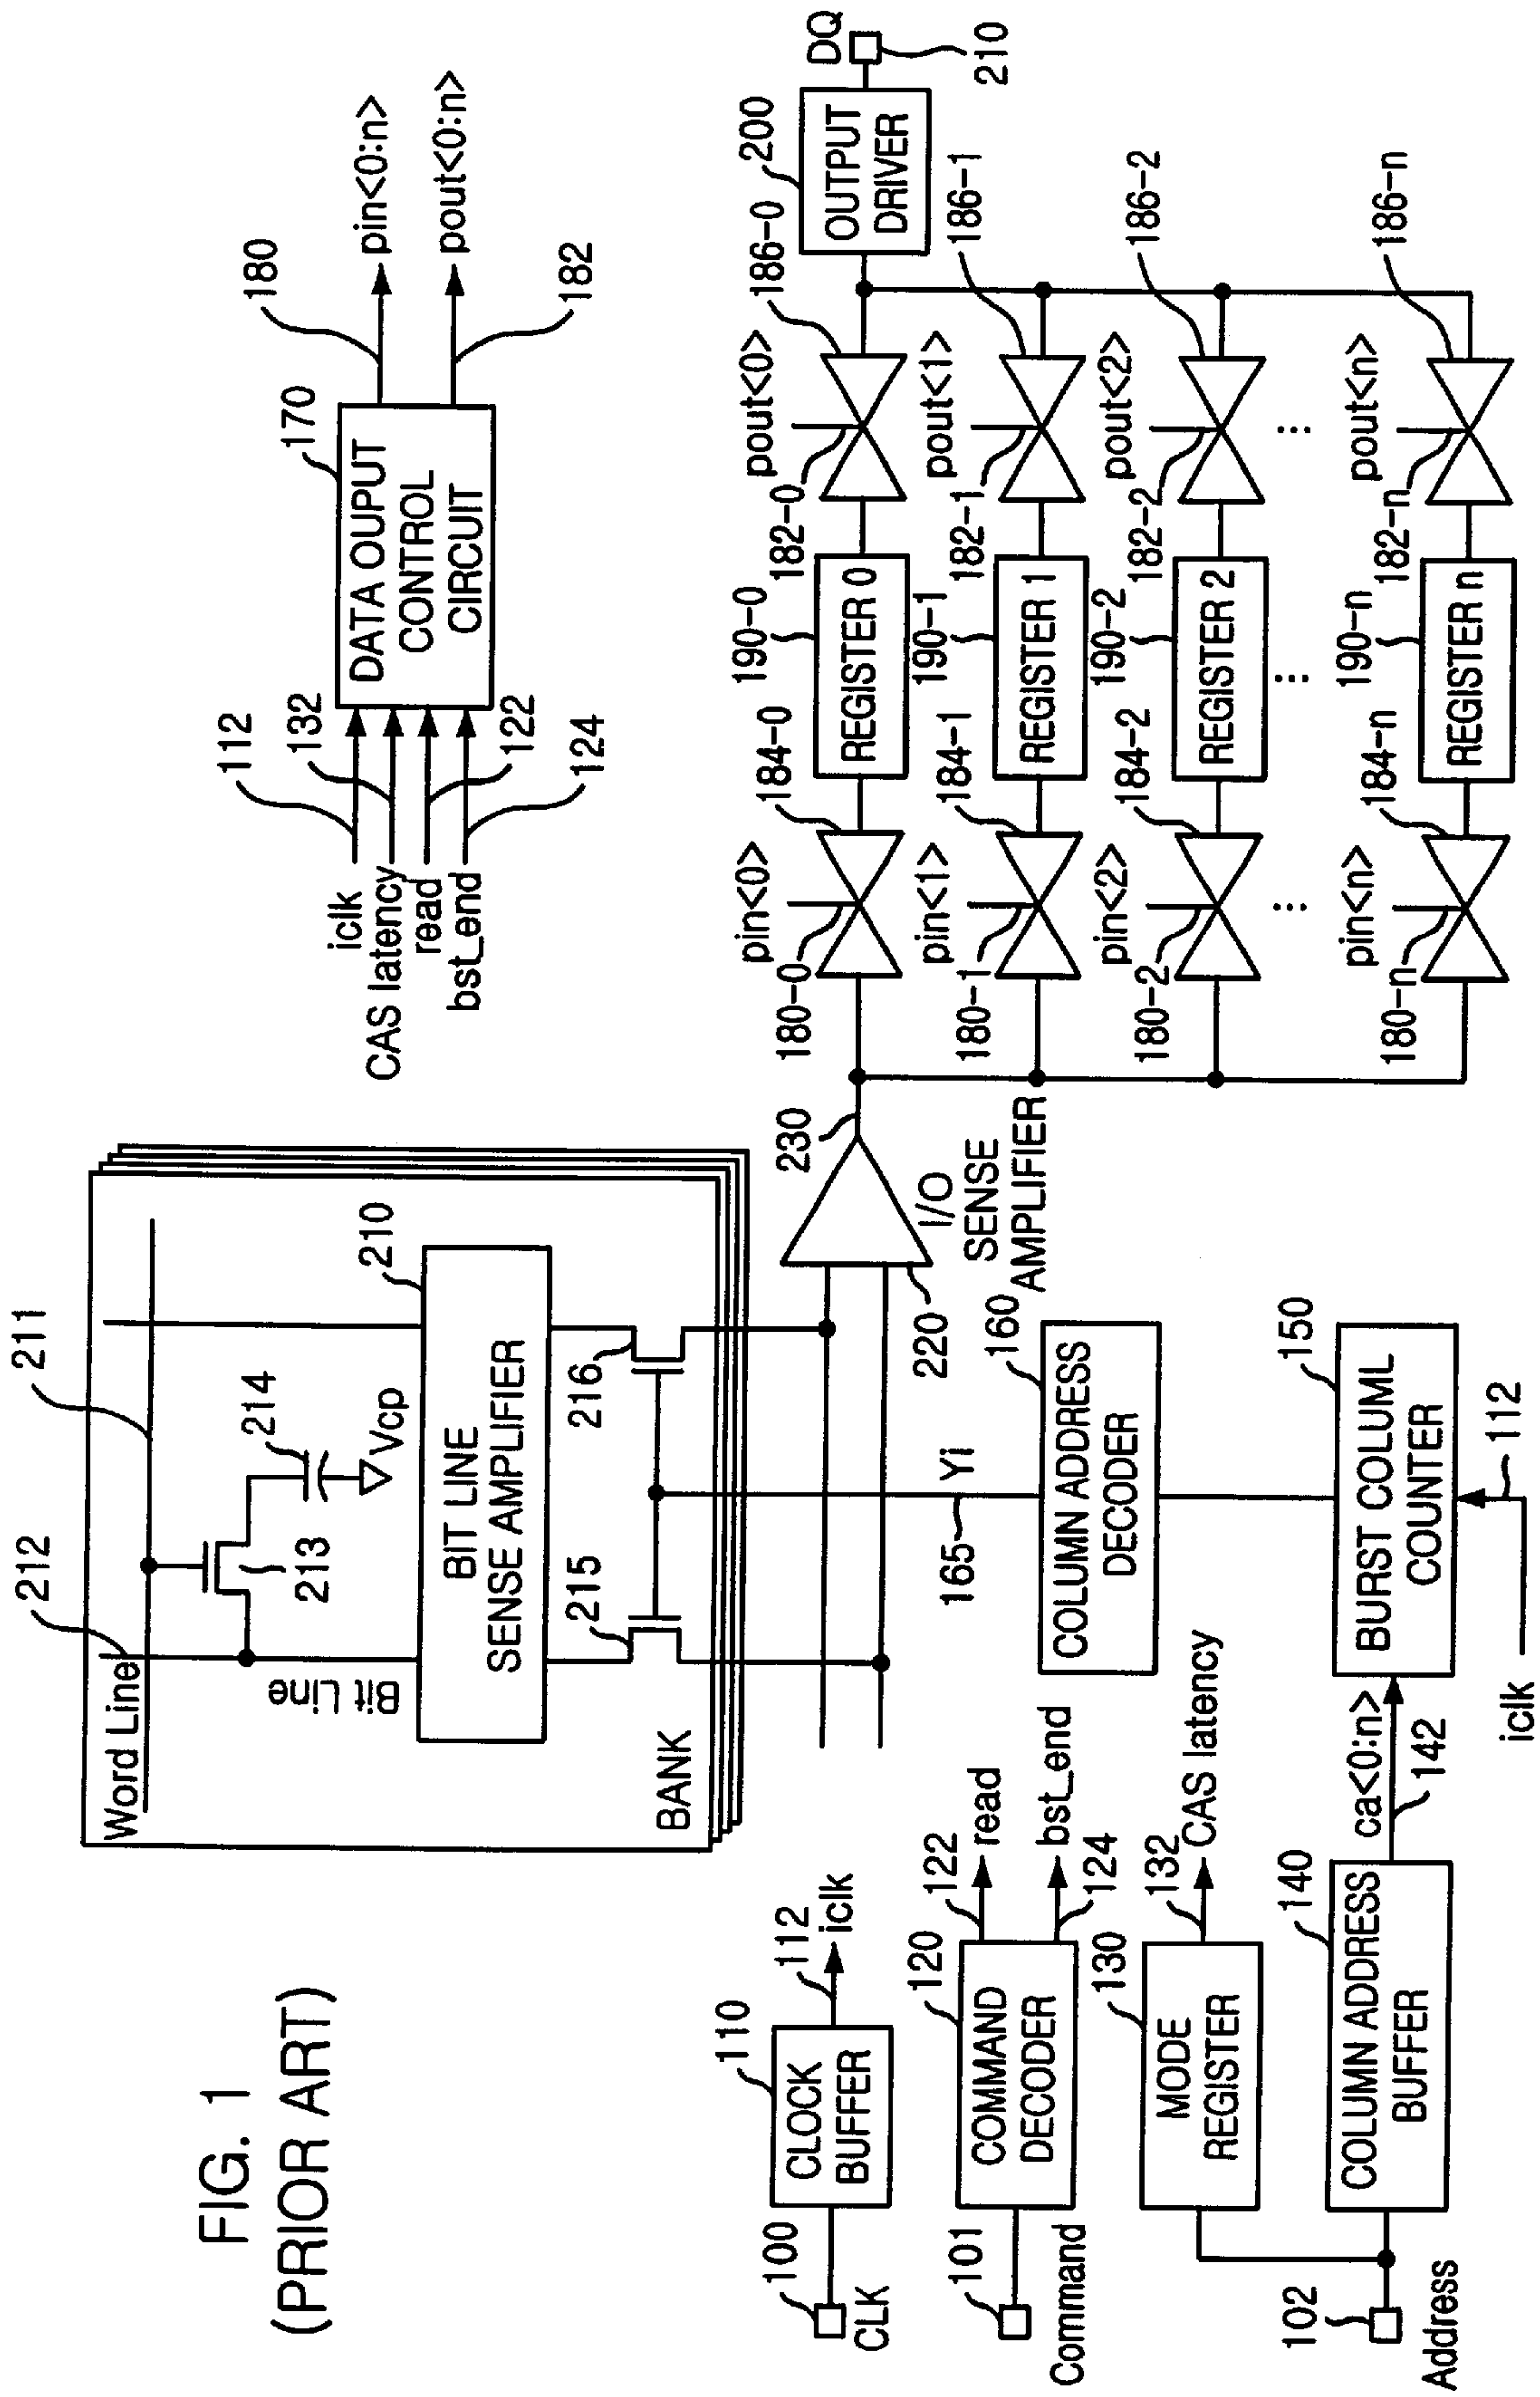 FIG. 1
(PRIOR ART)
211
212
Word Line
Bit Line
213
214
Vcp
210
BIT LINE
SENSE AMPLIFIER
215
216
BANK
112
132
iclk
CAS latency
read
bst_end
122
124
170
DATA OUPUT
CONTROL
CIRCUIT
180
pin<0:n>
pout<0:n>
182
100
CLK
110
CLOCK
BUFFER
112
iclk
101
Command
120
COMMAND
DECODER
122
read
bst_end
124
130
MODE
REGISTER
132
CAS latency
102
Address
140
COLUMN ADDRESS
BUFFER
ca<0:n>
142
150
BURST COLUML
COUNTER
iclk
112
160
COLUMN ADDRESS
DECODER
165
Yi
220
I/O
SENSE
AMPLIFIER
230
pin<0>
180-0
184-0
190-0
REGISTER 0
pout<0>
182-0
186-0
pin<1>
180-1
184-1
190-1
REGISTER 1
pout<1>
182-1
186-1
pin<2>
180-2
184-2
190-2
REGISTER 2
pout<2>
182-2
186-2
...
...
...
pin<n>
180-n
184-n
190-n
REGISTER n
pout<n>
182-n
186-n
200
OUTPUT
DRIVER
DQ
210